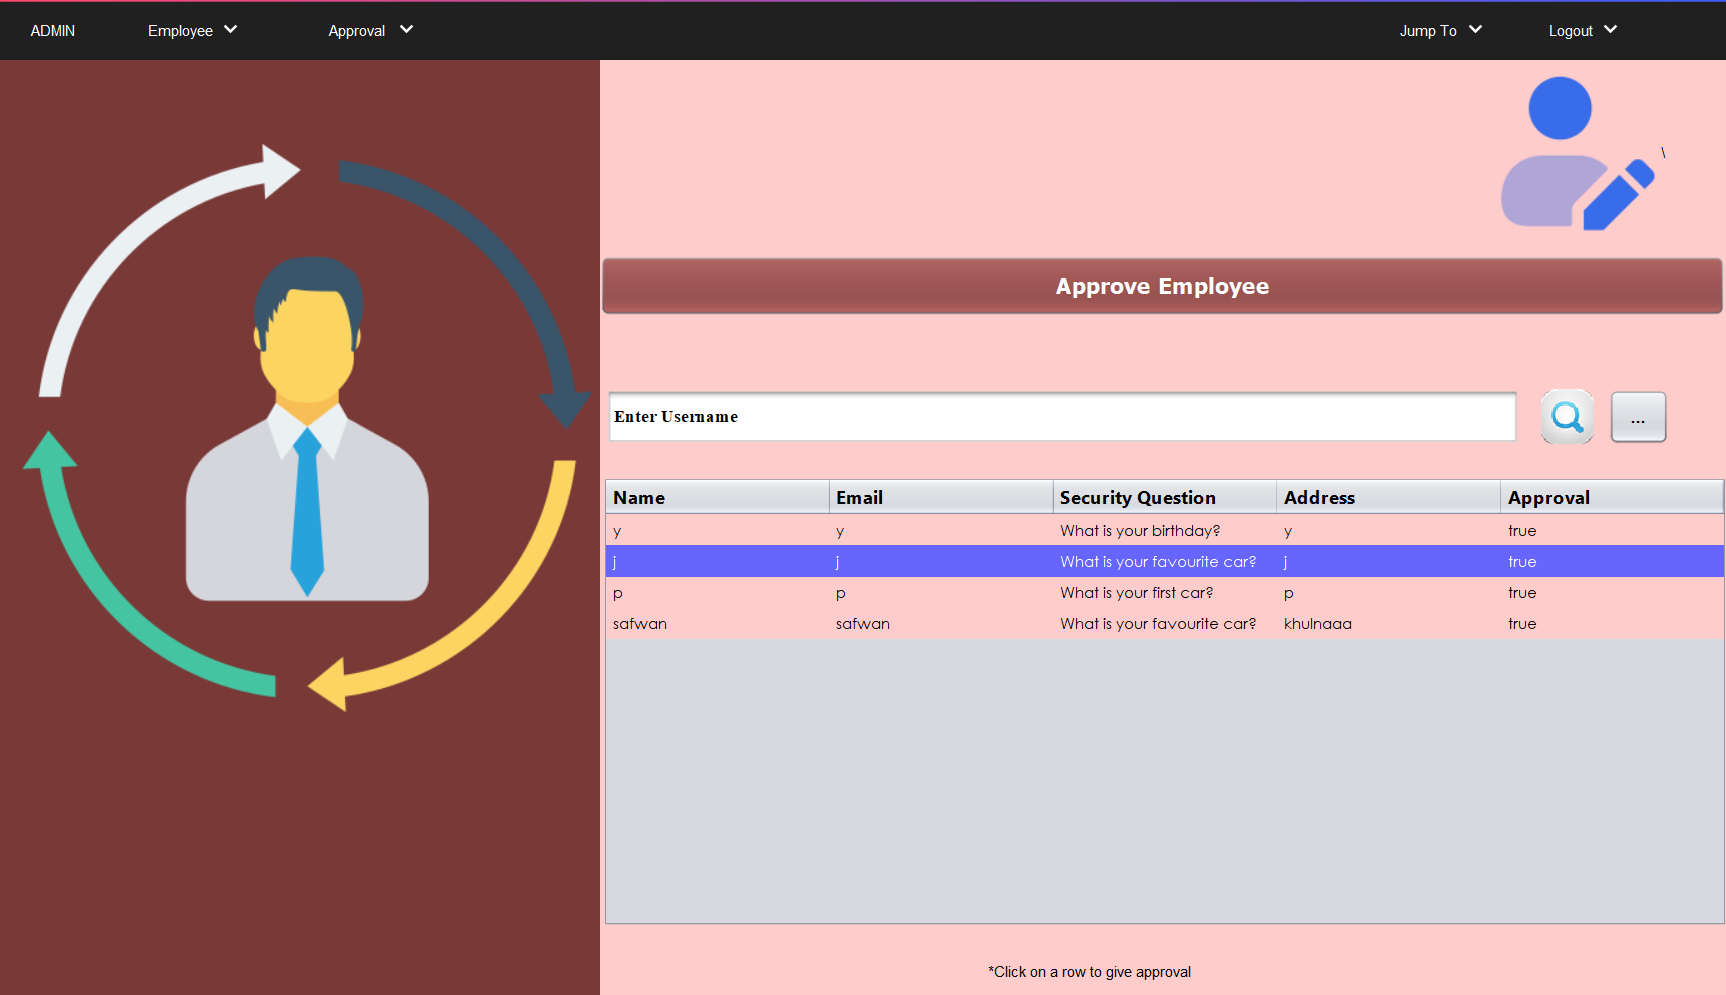 ADMIN Employee Approval Jump To Logout
\
Approve Employee
Enter Username ...
Name Email Security Question Address Approval
y y What is your birthday? y true
j j What is your favourite car? j true
p p What is your first car? p true
safwan safwan What is your favourite car? khulnaaa true
*Click on a row to give approval